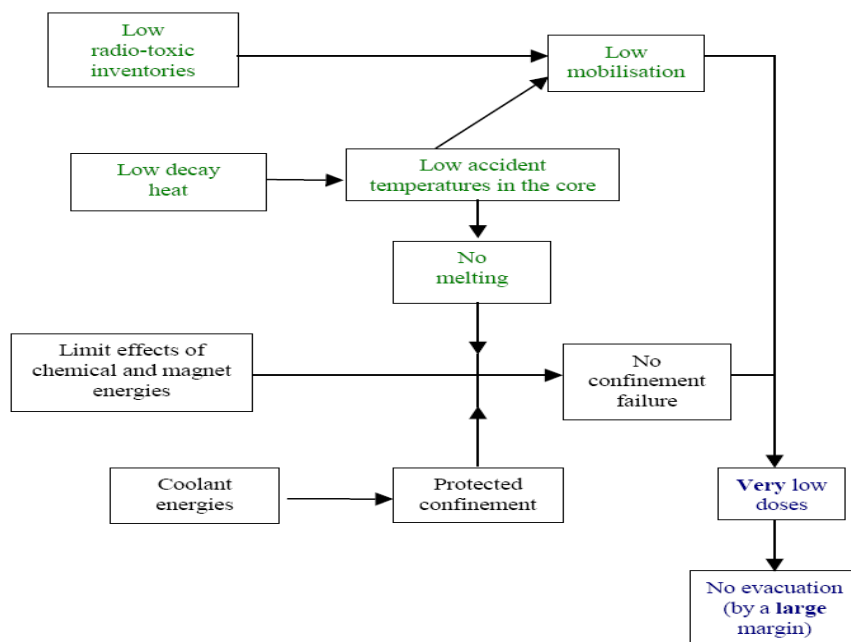 Low
radio-toxic
inventories
Low
mobilisation
Low decay
heat
Low accident
temperatures in the core
No
melting
Limit effects of
chemical and magnet
energies
No
confinement
failure
Coolant
energies
Protected
confinement
Very low
doses
No evacuation
(by a large
margin)